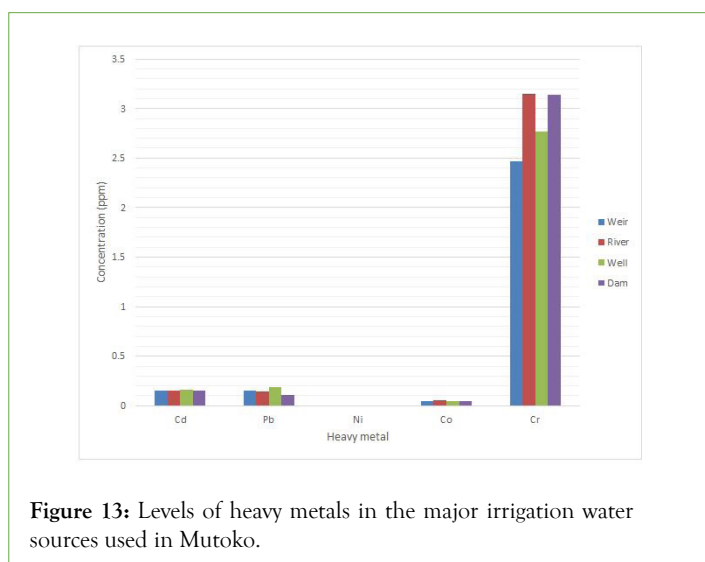 3.5
3
2.5
2
1.5
1
0.5
0
Concentration (ppm)
Cd Pb Ni Co Cr
Heavy metal
Weir
River
Well
Dam
Figure 13: Levels of heavy metals in the major irrigation water
sources used in Mutoko.